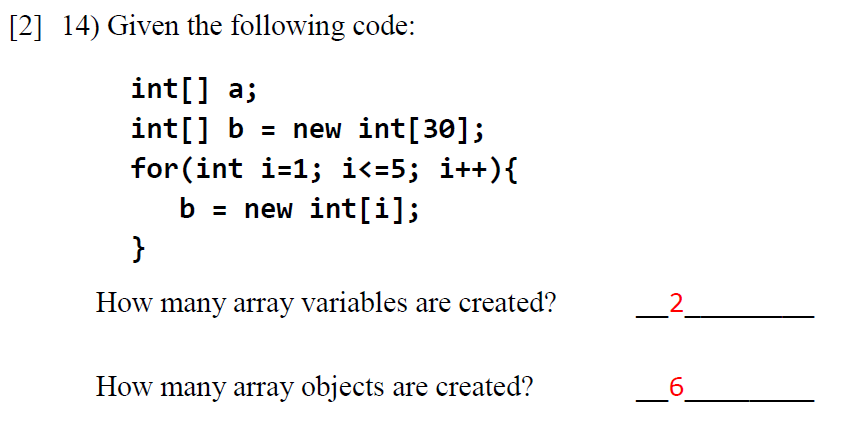 [2] 14) Given the following code:
int[] a;
int[] b = new int[30];
for(int i=1; i<=5; i++){
b = new int[i];
}
How many array variables are created? __2________
How many array objects are created? __6________